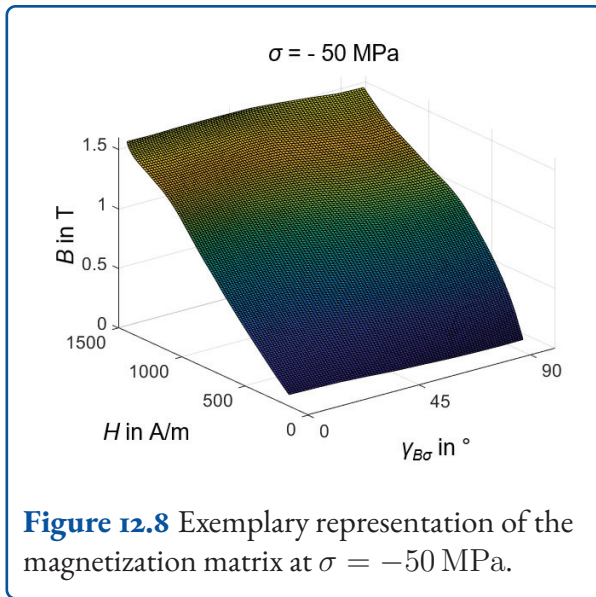 σ = - 50 MPa
1.5
1
0.5
0
B in T
1500
1000
500
0
H in A/m
0
45
90
γBσ in °
Figure 12.8 Exemplary representation of the
magnetization matrix at σ = −50 MPa.